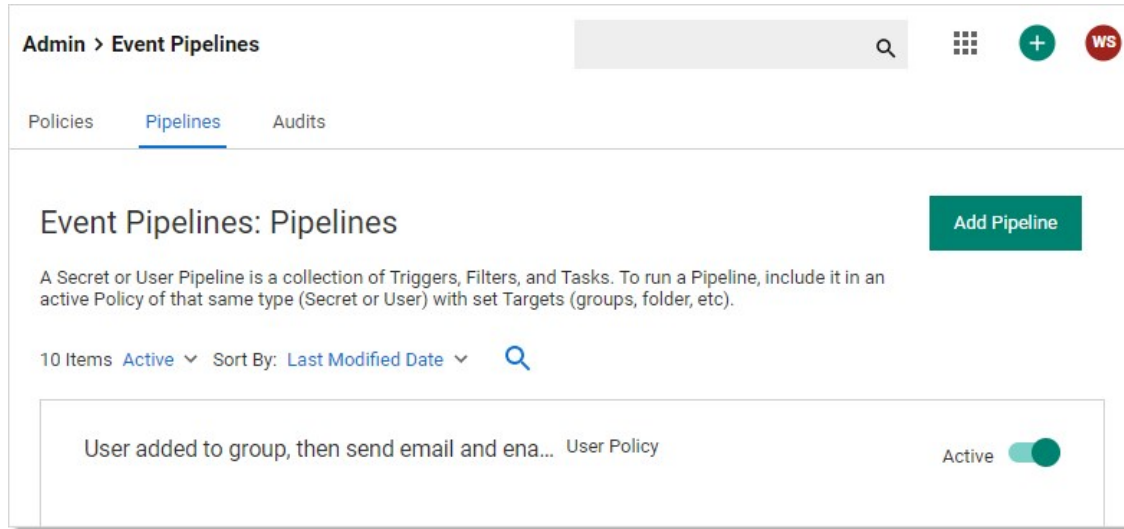 Admin > Event Pipelines
WS
Policies Pipelines Audits
Event Pipelines: Pipelines
Add Pipeline
A Secret or User Pipeline is a collection of Triggers, Filters, and Tasks. To run a Pipeline, include it in an
active Policy of that same type (Secret or User) with set Targets (groups, folder, etc).
10 Items Active Sort By: Last Modified Date
User added to group, then send email and ena... User Policy
Active